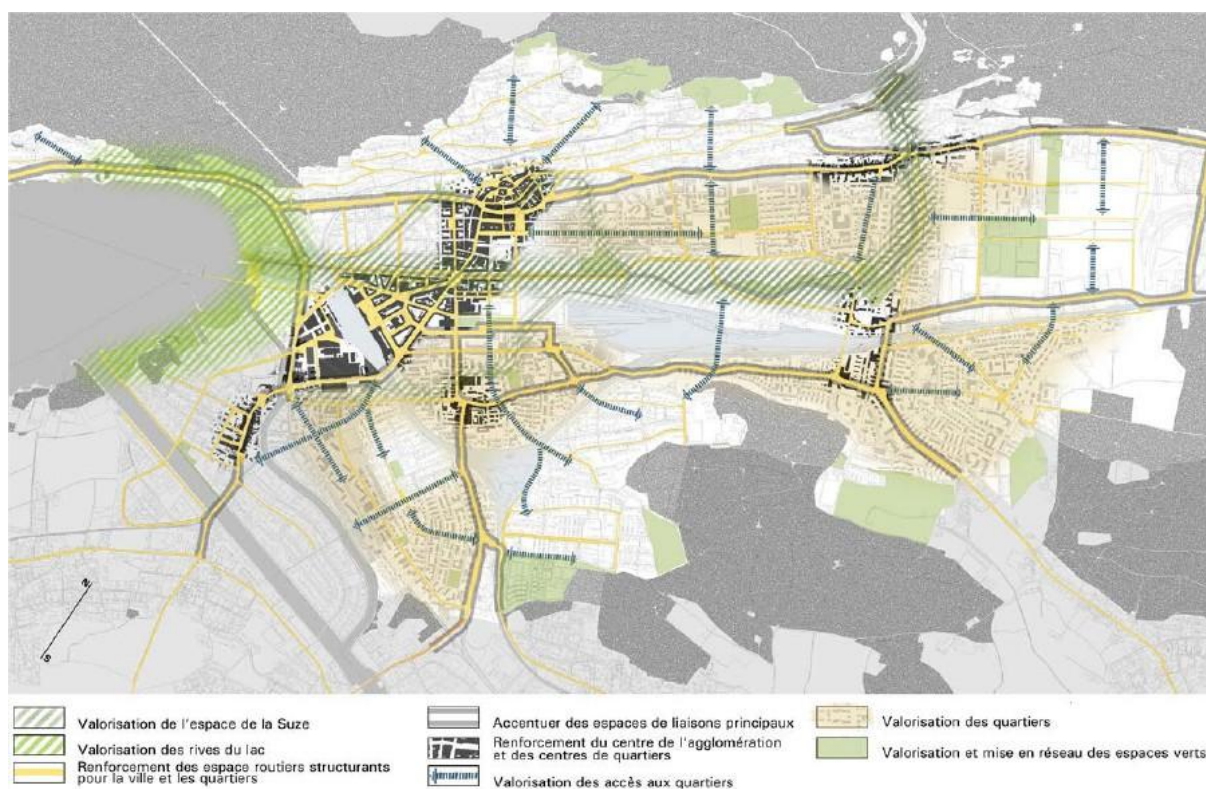 N
S
Valorisation de l'espace de la Suze
Valorisation des rives du lac
Renforcement des espace routiers structurants
pour la ville et les quartiers
Accentuer des espaces de liaisons principaux
Renforcement du centre de l'agglomération
et des centres de quartiers
Valorisation des accès aux quartiers
Valorisation des quartiers
Valorisation et mise en réseau des espaces verts